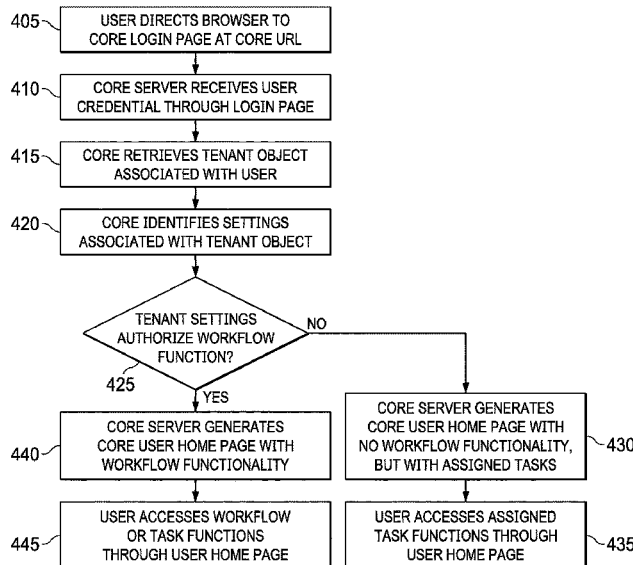 405
USER DIRECTS BROWSER TO
CORE LOGIN PAGE AT CORE URL
410
CORE SERVER RECEIVES USER
CREDENTIAL THROUGH LOGIN PAGE
415
CORE RETRIEVES TENANT OBJECT
ASSOCIATED WITH USER
420
CORE IDENTIFIES SETTINGS
ASSOCIATED WITH TENANT OBJECT
TENANT SETTINGS
AUTHORIZE WORKFLOW
FUNCTION?
NO
425
YES
440
CORE SERVER GENERATES
CORE USER HOME PAGE WITH
WORKFLOW FUNCTIONALITY
CORE SERVER GENERATES
CORE USER HOME PAGE WITH
NO WORKFLOW FUNCTIONALITY,
BUT WITH ASSIGNED TASKS
430
445
USER ACCESSES WORKFLOW
OR TASK FUNCTIONS
THROUGH USER HOME PAGE
USER ACCESSES ASSIGNED
TASK FUNCTIONS THROUGH
USER HOME PAGE
435